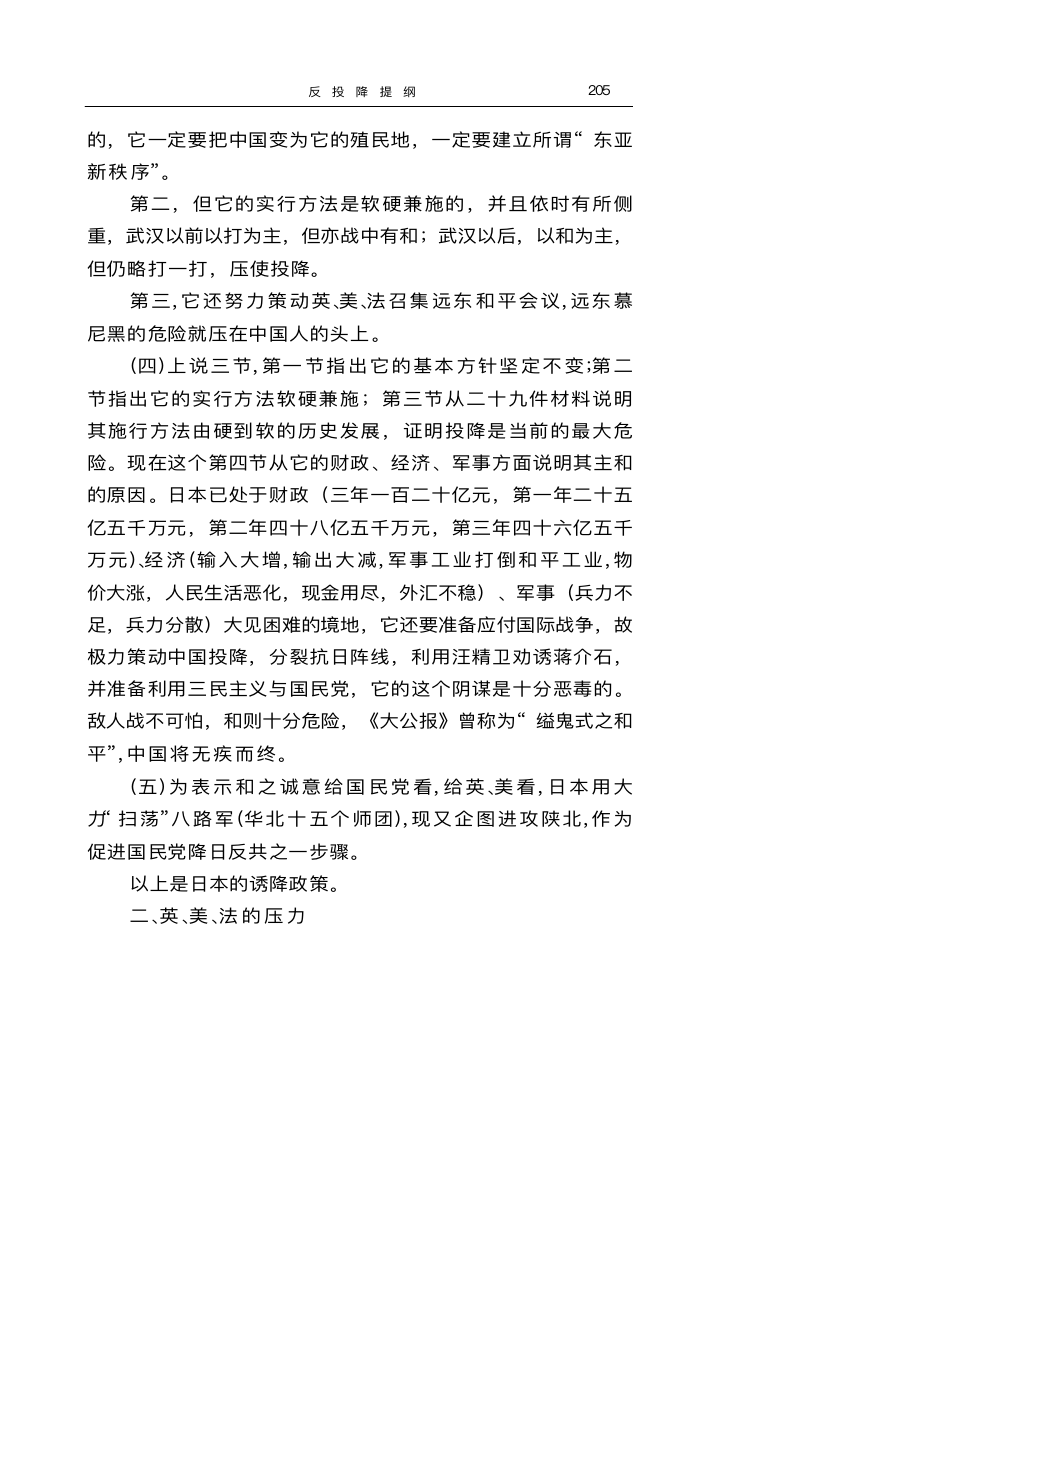 反投降提纲 205
的，它一定要把中国变为它的殖民地，一定要建立所谓“东亚
新秩序”。
第二，但它的实行方法是软硬兼施的，并且依时有所侧
重，武汉以前以打为主，但亦战中有和；武汉以后，以和为主，
但仍略打一打，压使投降。
第三,它还努力策动英、美、法召集远东和平会议,远东慕
尼黑的危险就压在中国人的头上。
(四)上说三节,第一节指出它的基本方针坚定不变;第二
节指出它的实行方法软硬兼施；第三节从二十九件材料说明
其施行方法由硬到软的历史发展，证明投降是当前的最大危
险。现在这个第四节从它的财政、经济、军事方面说明其主和
的原因。日本已处于财政（三年一百二十亿元，第一年二十五
亿五千万元，第二年四十八亿五千万元，第三年四十六亿五千
万元)、经济(输入大增,输出大减,军事工业打倒和平工业,物
价大涨，人民生活恶化，现金用尽，外汇不稳）、军事（兵力不
足，兵力分散）大见困难的境地，它还要准备应付国际战争，故
极力策动中国投降，分裂抗日阵线，利用汪精卫劝诱蒋介石，
并准备利用三民主义与国民党，它的这个阴谋是十分恶毒的。
敌人战不可怕，和则十分危险，《大公报》曾称为“缢鬼式之和
平”,中国将无疾而终。
(五)为表示和之诚意给国民党看,给英、美看,日本用大
力“扫荡”八路军(华北十五个师团),现又企图进攻陕北,作为
促进国民党降日反共之一步骤。
以上是日本的诱降政策。
二、英、美、法的压力